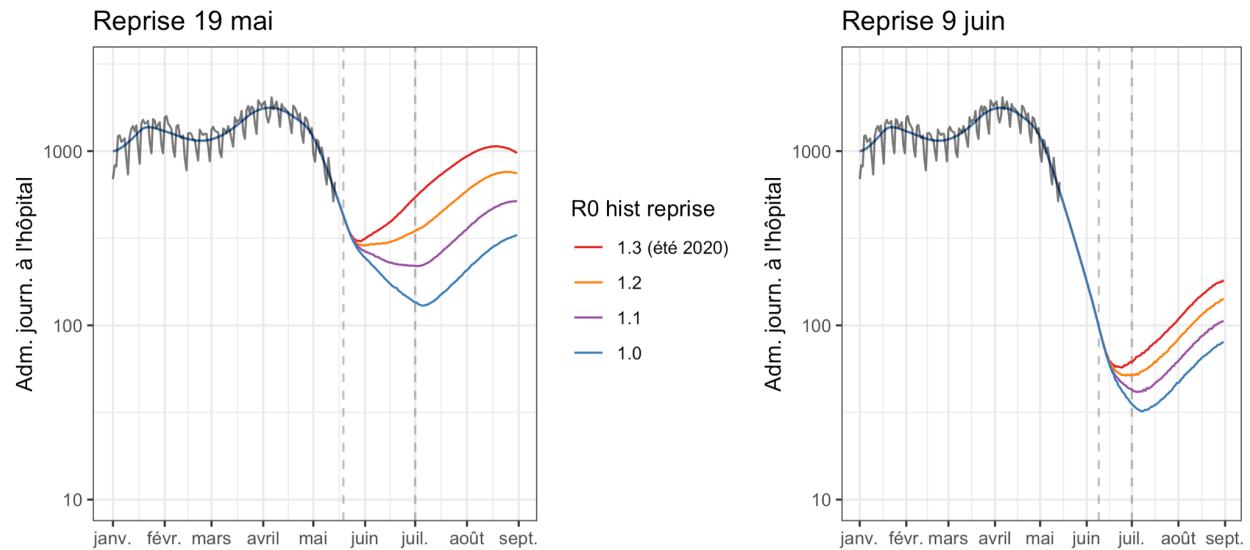 Reprise 19 mai
Adm. journ. à l'hôpital
1000
100
10
janv. févr. mars avril mai juin juil. août sept.
R0 hist reprise
1.3 (été 2020)
1.2
1.1
1.0
Reprise 9 juin
Adm. journ. à l'hôpital
1000
100
10
janv. févr. mars avril mai juin juil. août sept.